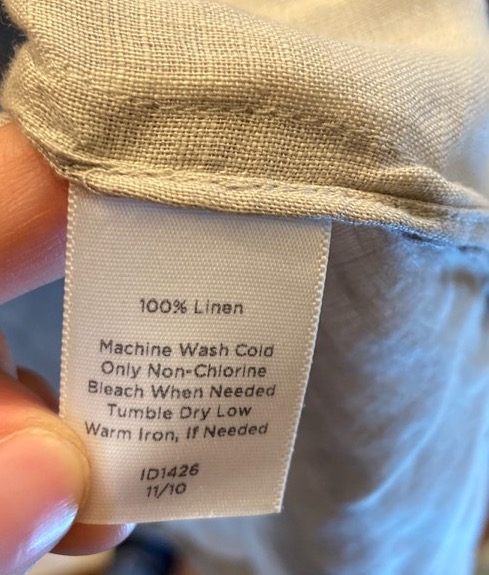 100% Linen
Machine Wash Cold
Only Non-Chlorine
Bleach When Needed
Tumble Dry Low
Warm Iron, If Needed
ID1426
11/10